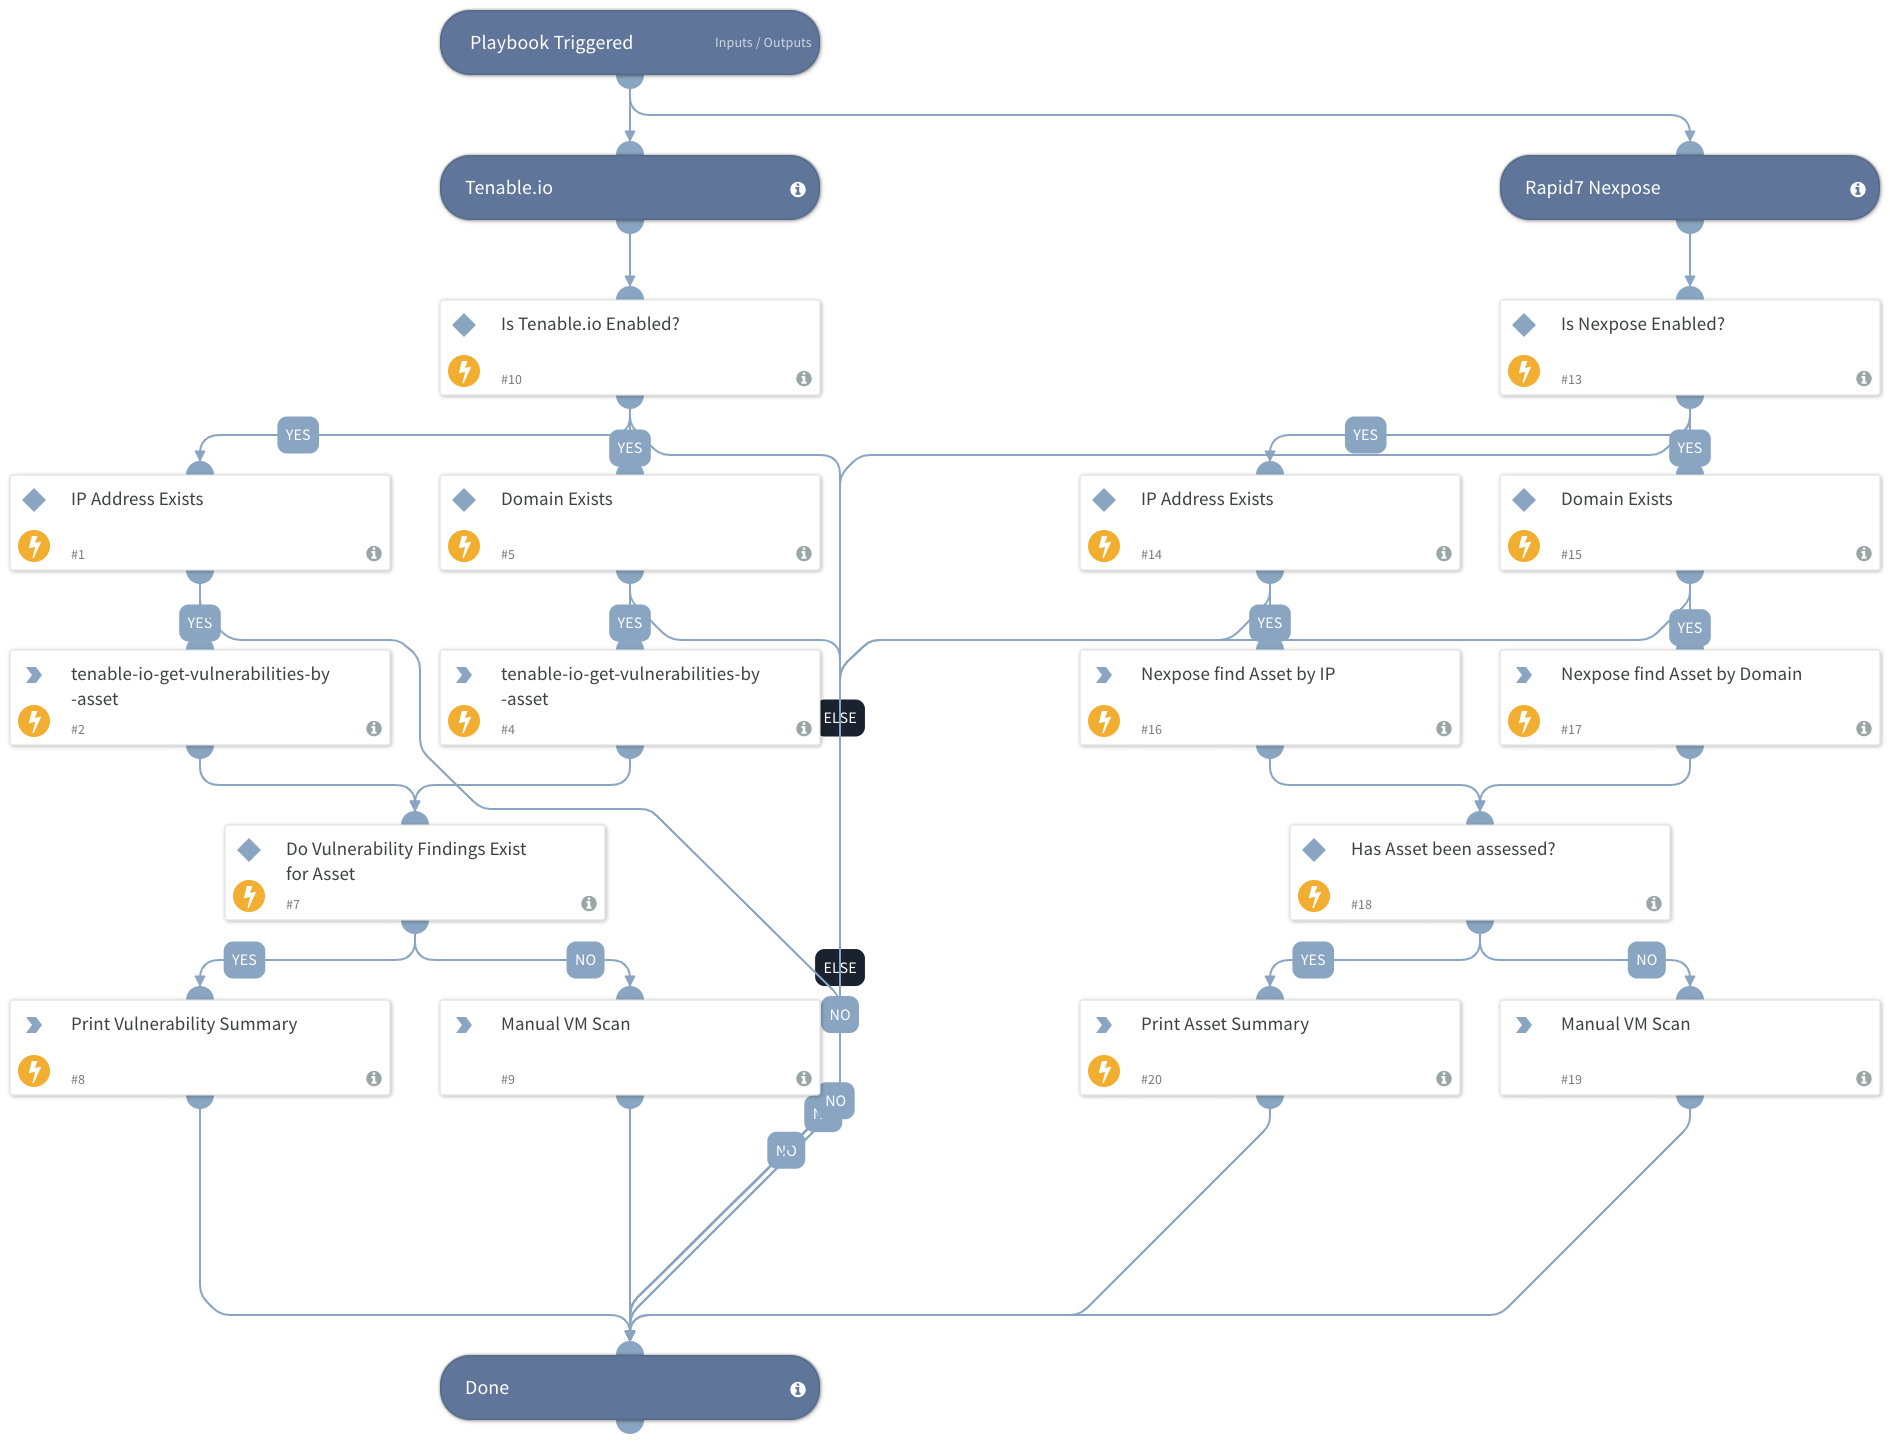 Playbook Triggered
Inputs / Outputs
Tenable.io
Rapid7 Nexpose
Is Tenable.io Enabled?
#10
Is Nexpose Enabled?
#13
YES
YES
YES
YES
IP Address Exists
#1
Domain Exists
#5
IP Address Exists
#14
Domain Exists
#15
YES
YES
YES
YES
tenable-io-get-vulnerabilities-by
-asset
#2
tenable-io-get-vulnerabilities-by
-asset
#4
ELSE
Nexpose find Asset by IP
#16
Nexpose find Asset by Domain
#17
Do Vulnerability Findings Exist
for Asset
#7
Has Asset been assessed?
#18
YES
NO
ELSE
YES
NO
Print Vulnerability Summary
#8
Manual VM Scan
#9
NO
Print Asset Summary
#20
Manual VM Scan
#19
NO
NO
Done